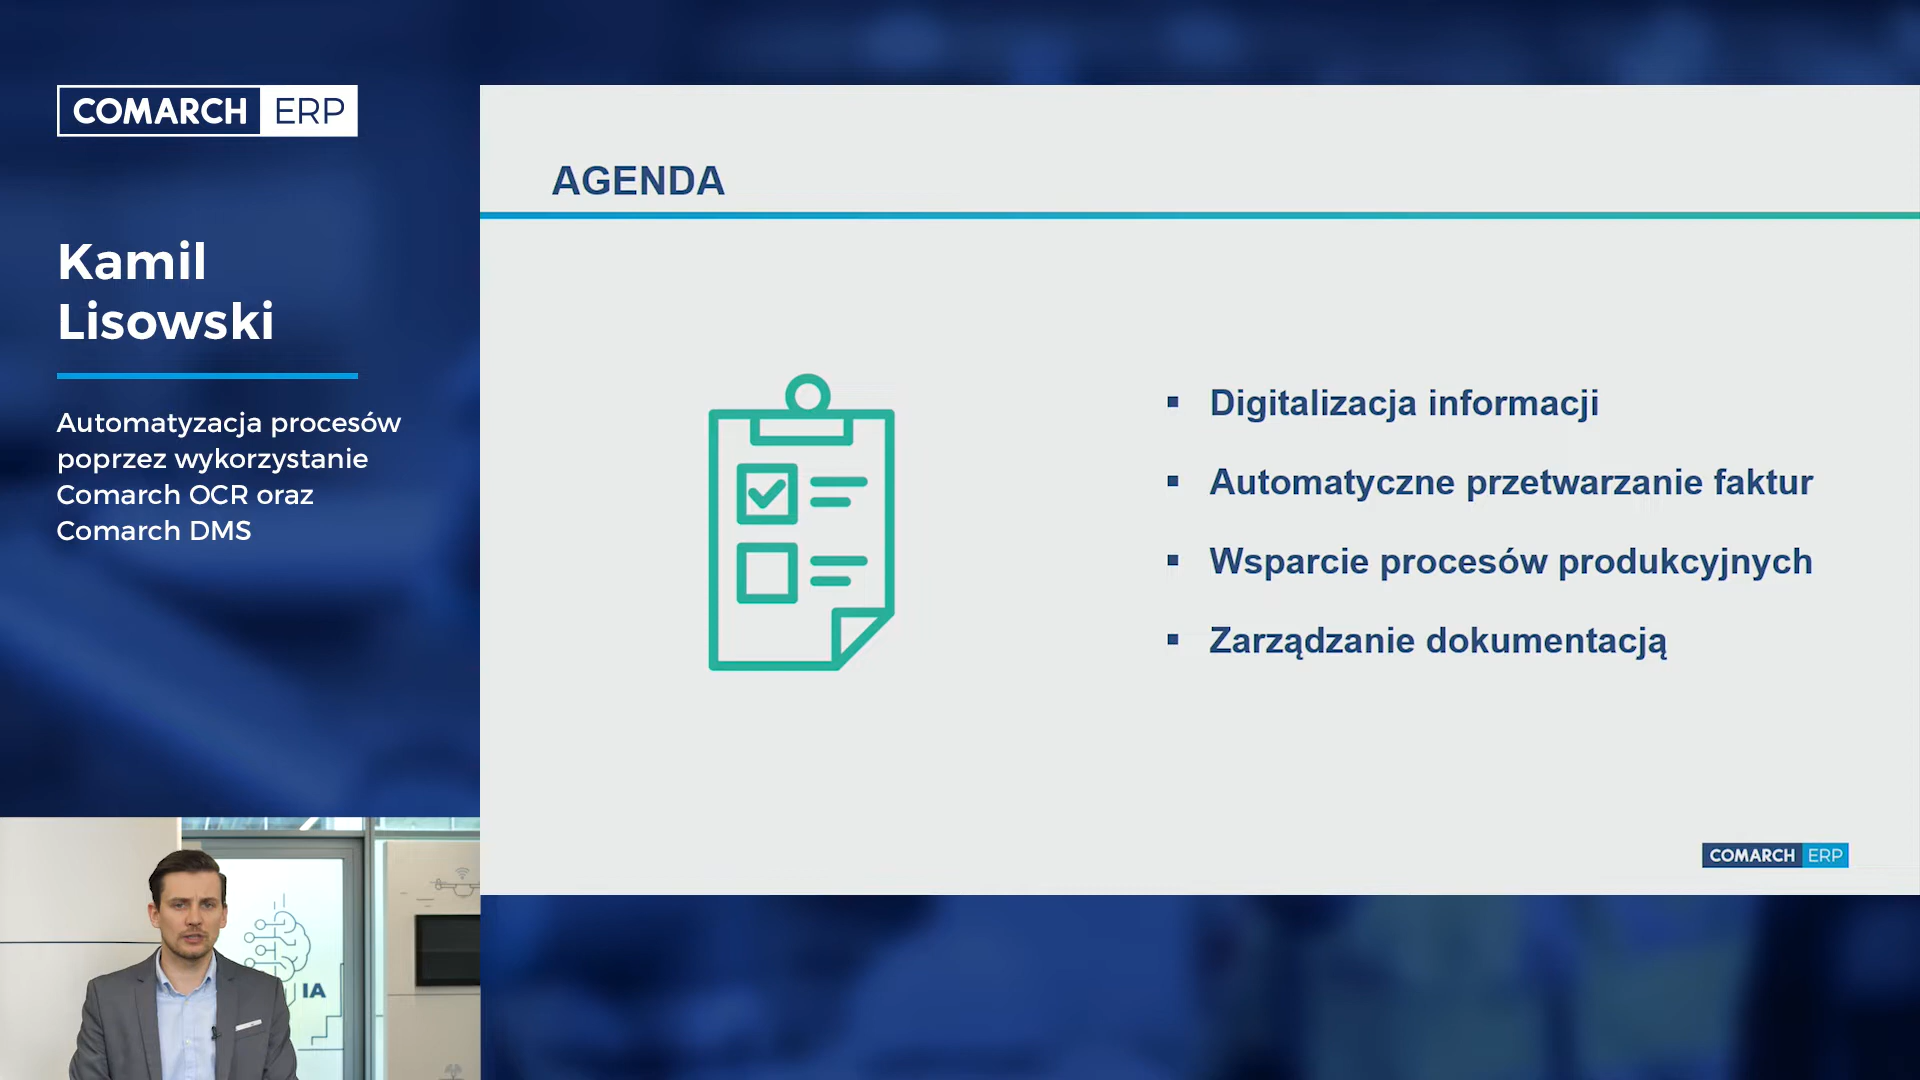 COMARCH ERP
Kamil
Lisowski
Automatyzacja procesów
poprzez wykorzystanie
Comarch OCR oraz
Comarch DMS
AGENDA
▪ Digitalizacja informacji
▪ Automatyczne przetwarzanie faktur
▪ Wsparcie procesów produkcyjnych
▪ Zarządzanie dokumentacją
COMARCH ERP
IA